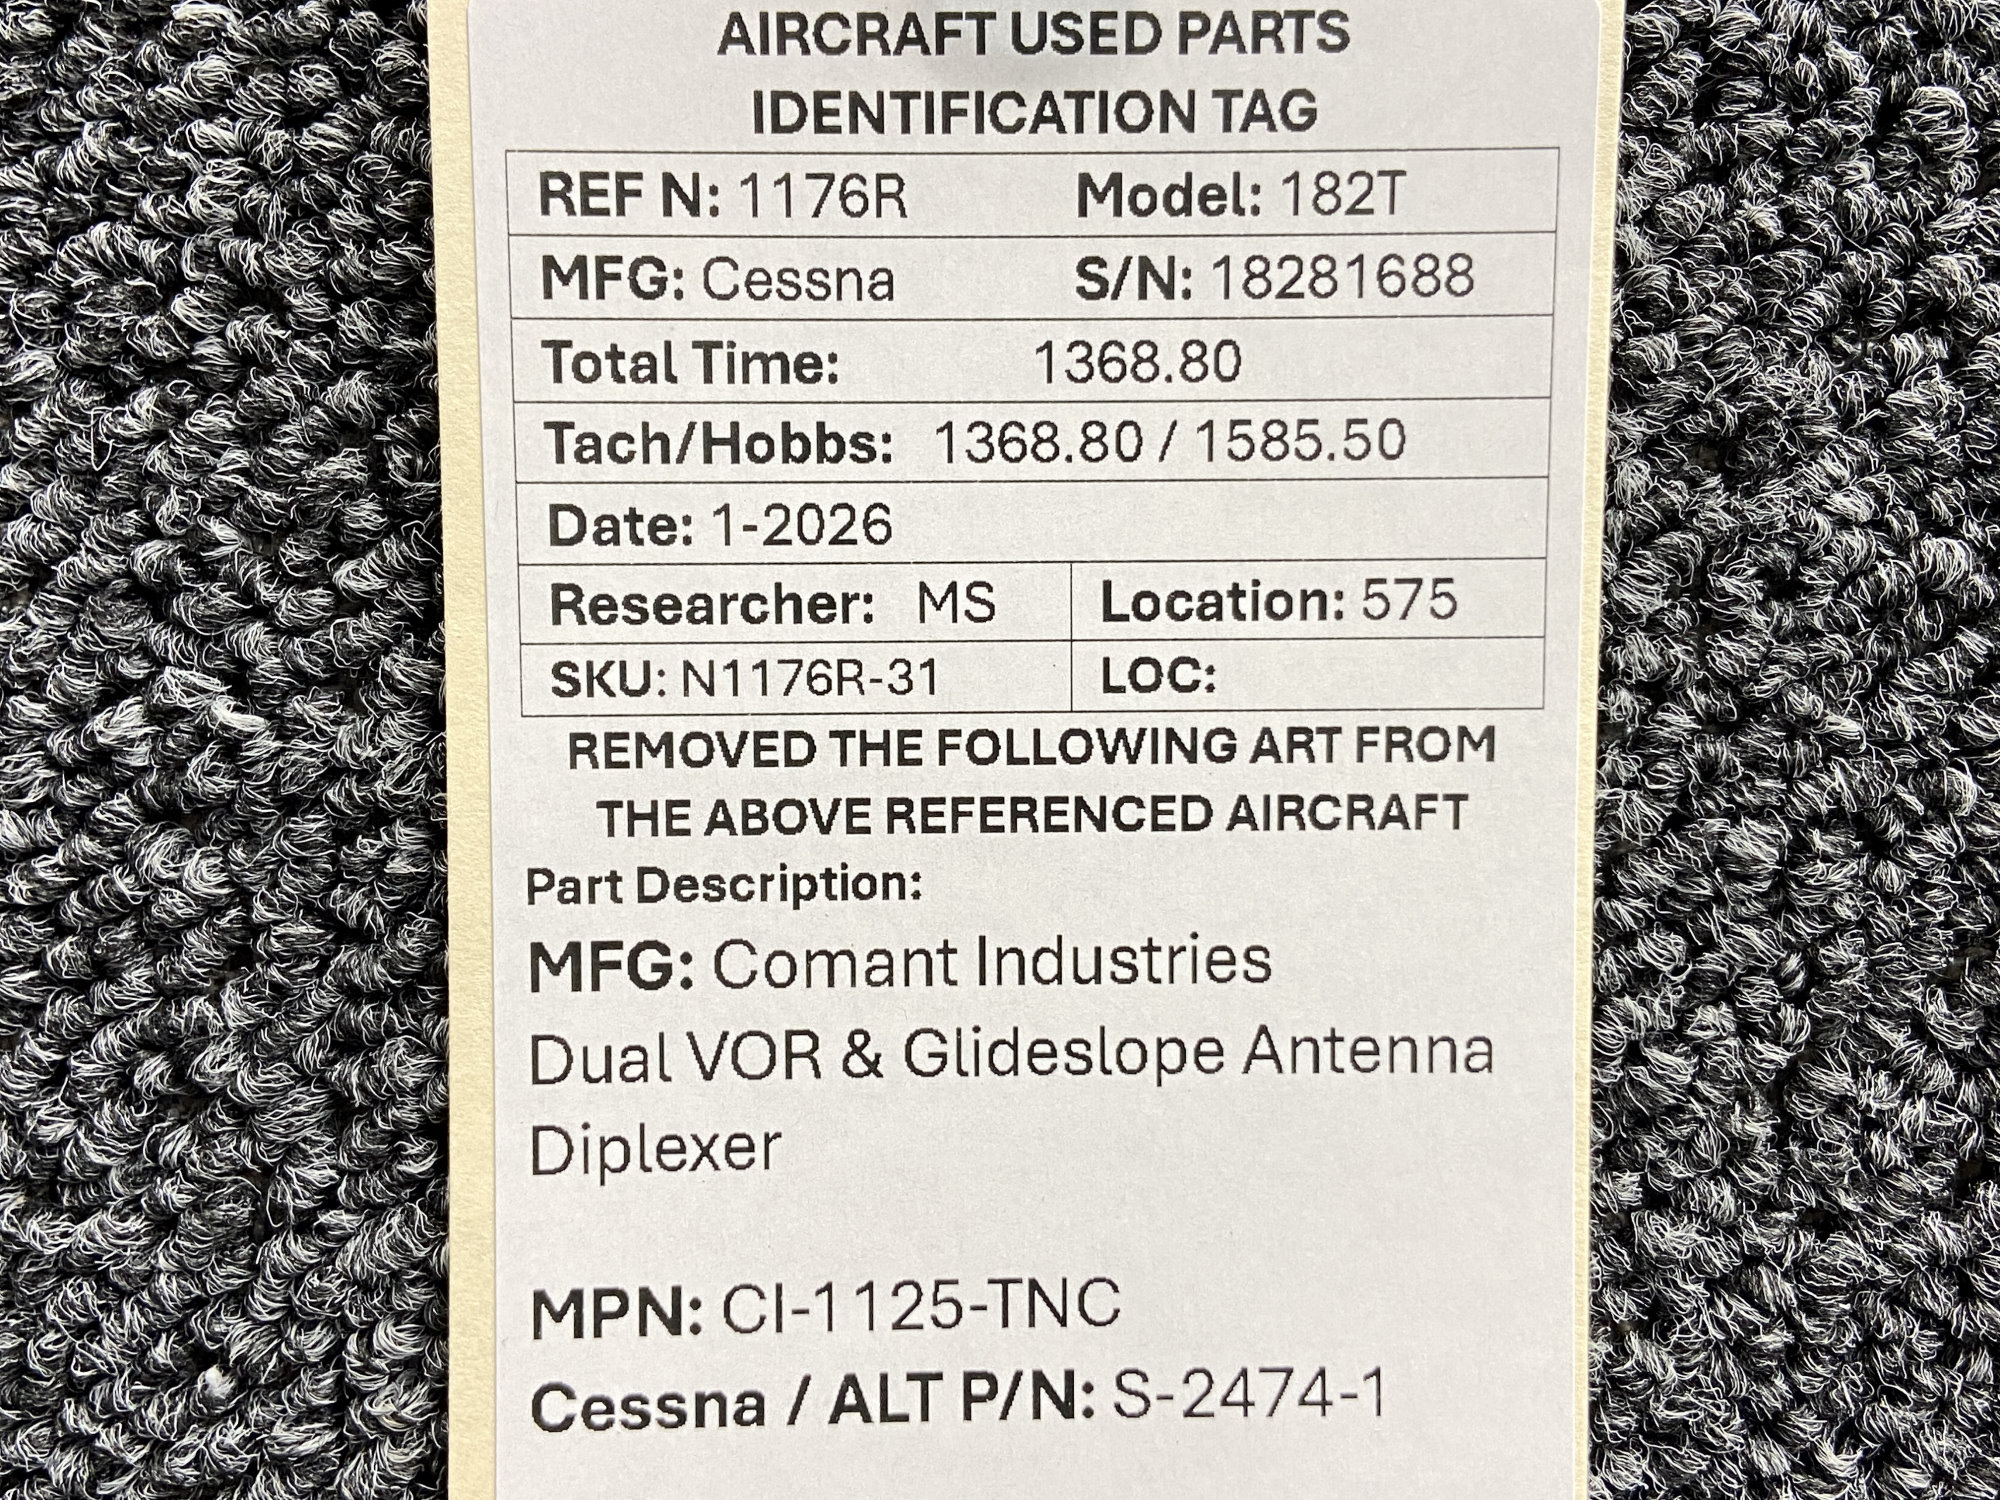 AIRCRAFT USED PARTS
IDENTIFICATION TAG
REF N: 1176R Model: 182T
MFG: Cessna S/N: 18281688
Total Time: 1368.80
Tach/Hobbs: 1368.80 / 1585.50
Date: 1-2026
Researcher: MS Location: 575
SKU: N1176R-31 LOC:
REMOVED THE FOLLOWING ART FROM
THE ABOVE REFERENCED AIRCRAFT
Part Description:
MFG: Comant Industries
Dual VOR & Glideslope Antenna
Diplexer
MPN: CI-1125-TNC
Cessna / ALT P/N: S-2474-1